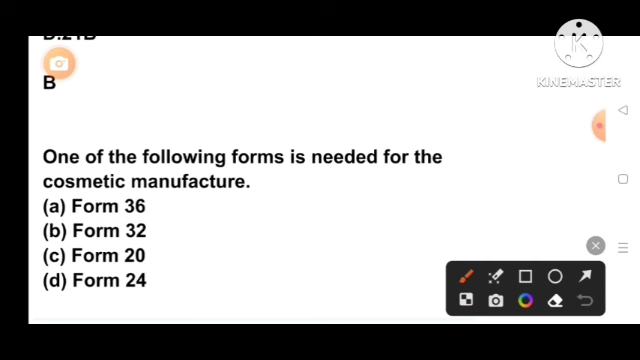 D.21B
KINEMASTER
B
One of the following forms is needed for the
cosmetic manufacture.
(a) Form 36
(b) Form 32
(c) Form 20
(d) Form 24